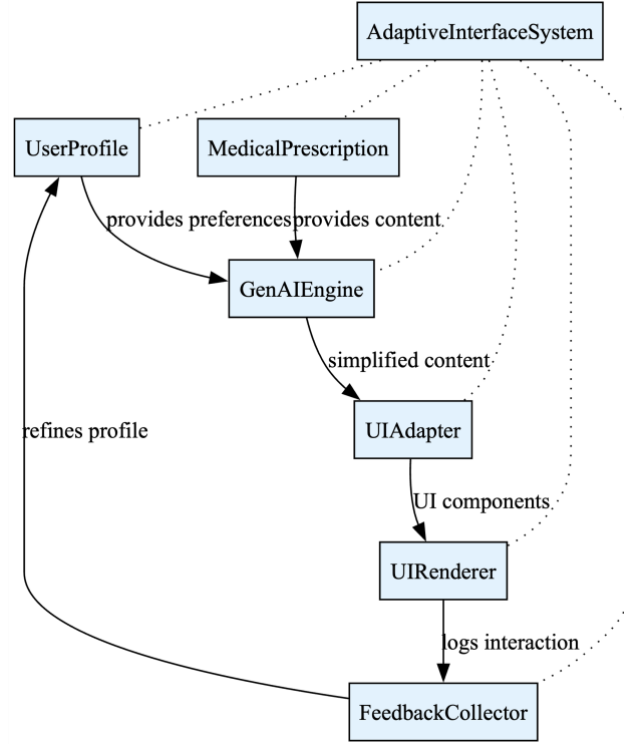 AdaptiveInterfaceSystem
UserProfile
MedicalPrescription
provides preferences
provides content
GenAIEngine
simplified content
UIAdapter
refines profile
UI components
UIRenderer
logs interaction
FeedbackCollector